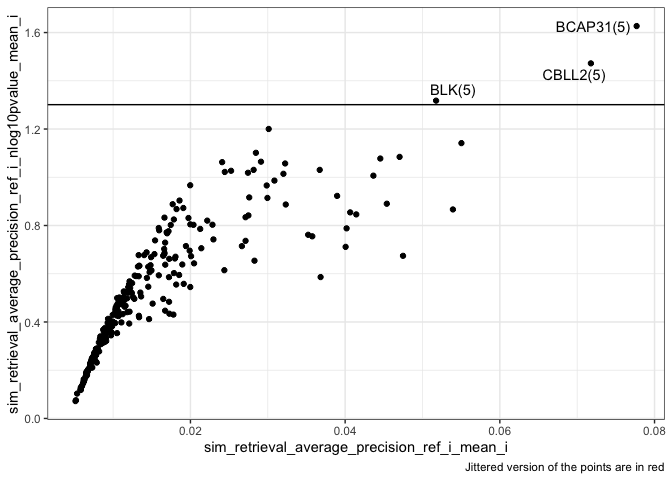 sim_retrieval_average_precision_ref_i_nlog10pvalue_mean_i
1.6
1.2
0.8
0.4
0.0
BCAP31(5)
CBLL2(5)
BLK(5)
0.02
0.04
0.06
0.08
sim_retrieval_average_precision_ref_i_mean_i
Jittered version of the points are in red